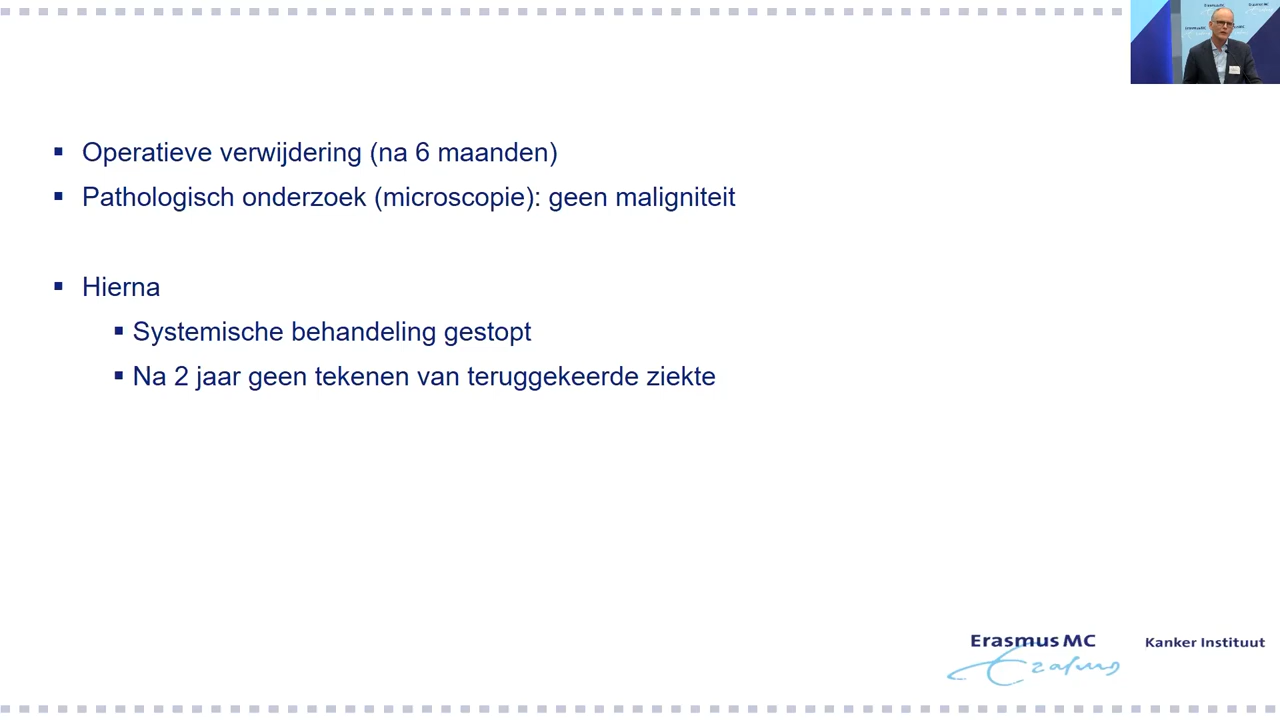 Operatieve verwijdering (na 6 maanden)
Pathologisch onderzoek (microscopie): geen maligniteit
Hierna
Systemische behandeling gestopt
Na 2 jaar geen tekenen van teruggekeerde ziekte
Erasmus MC
Erasmus
Kanker Instituut